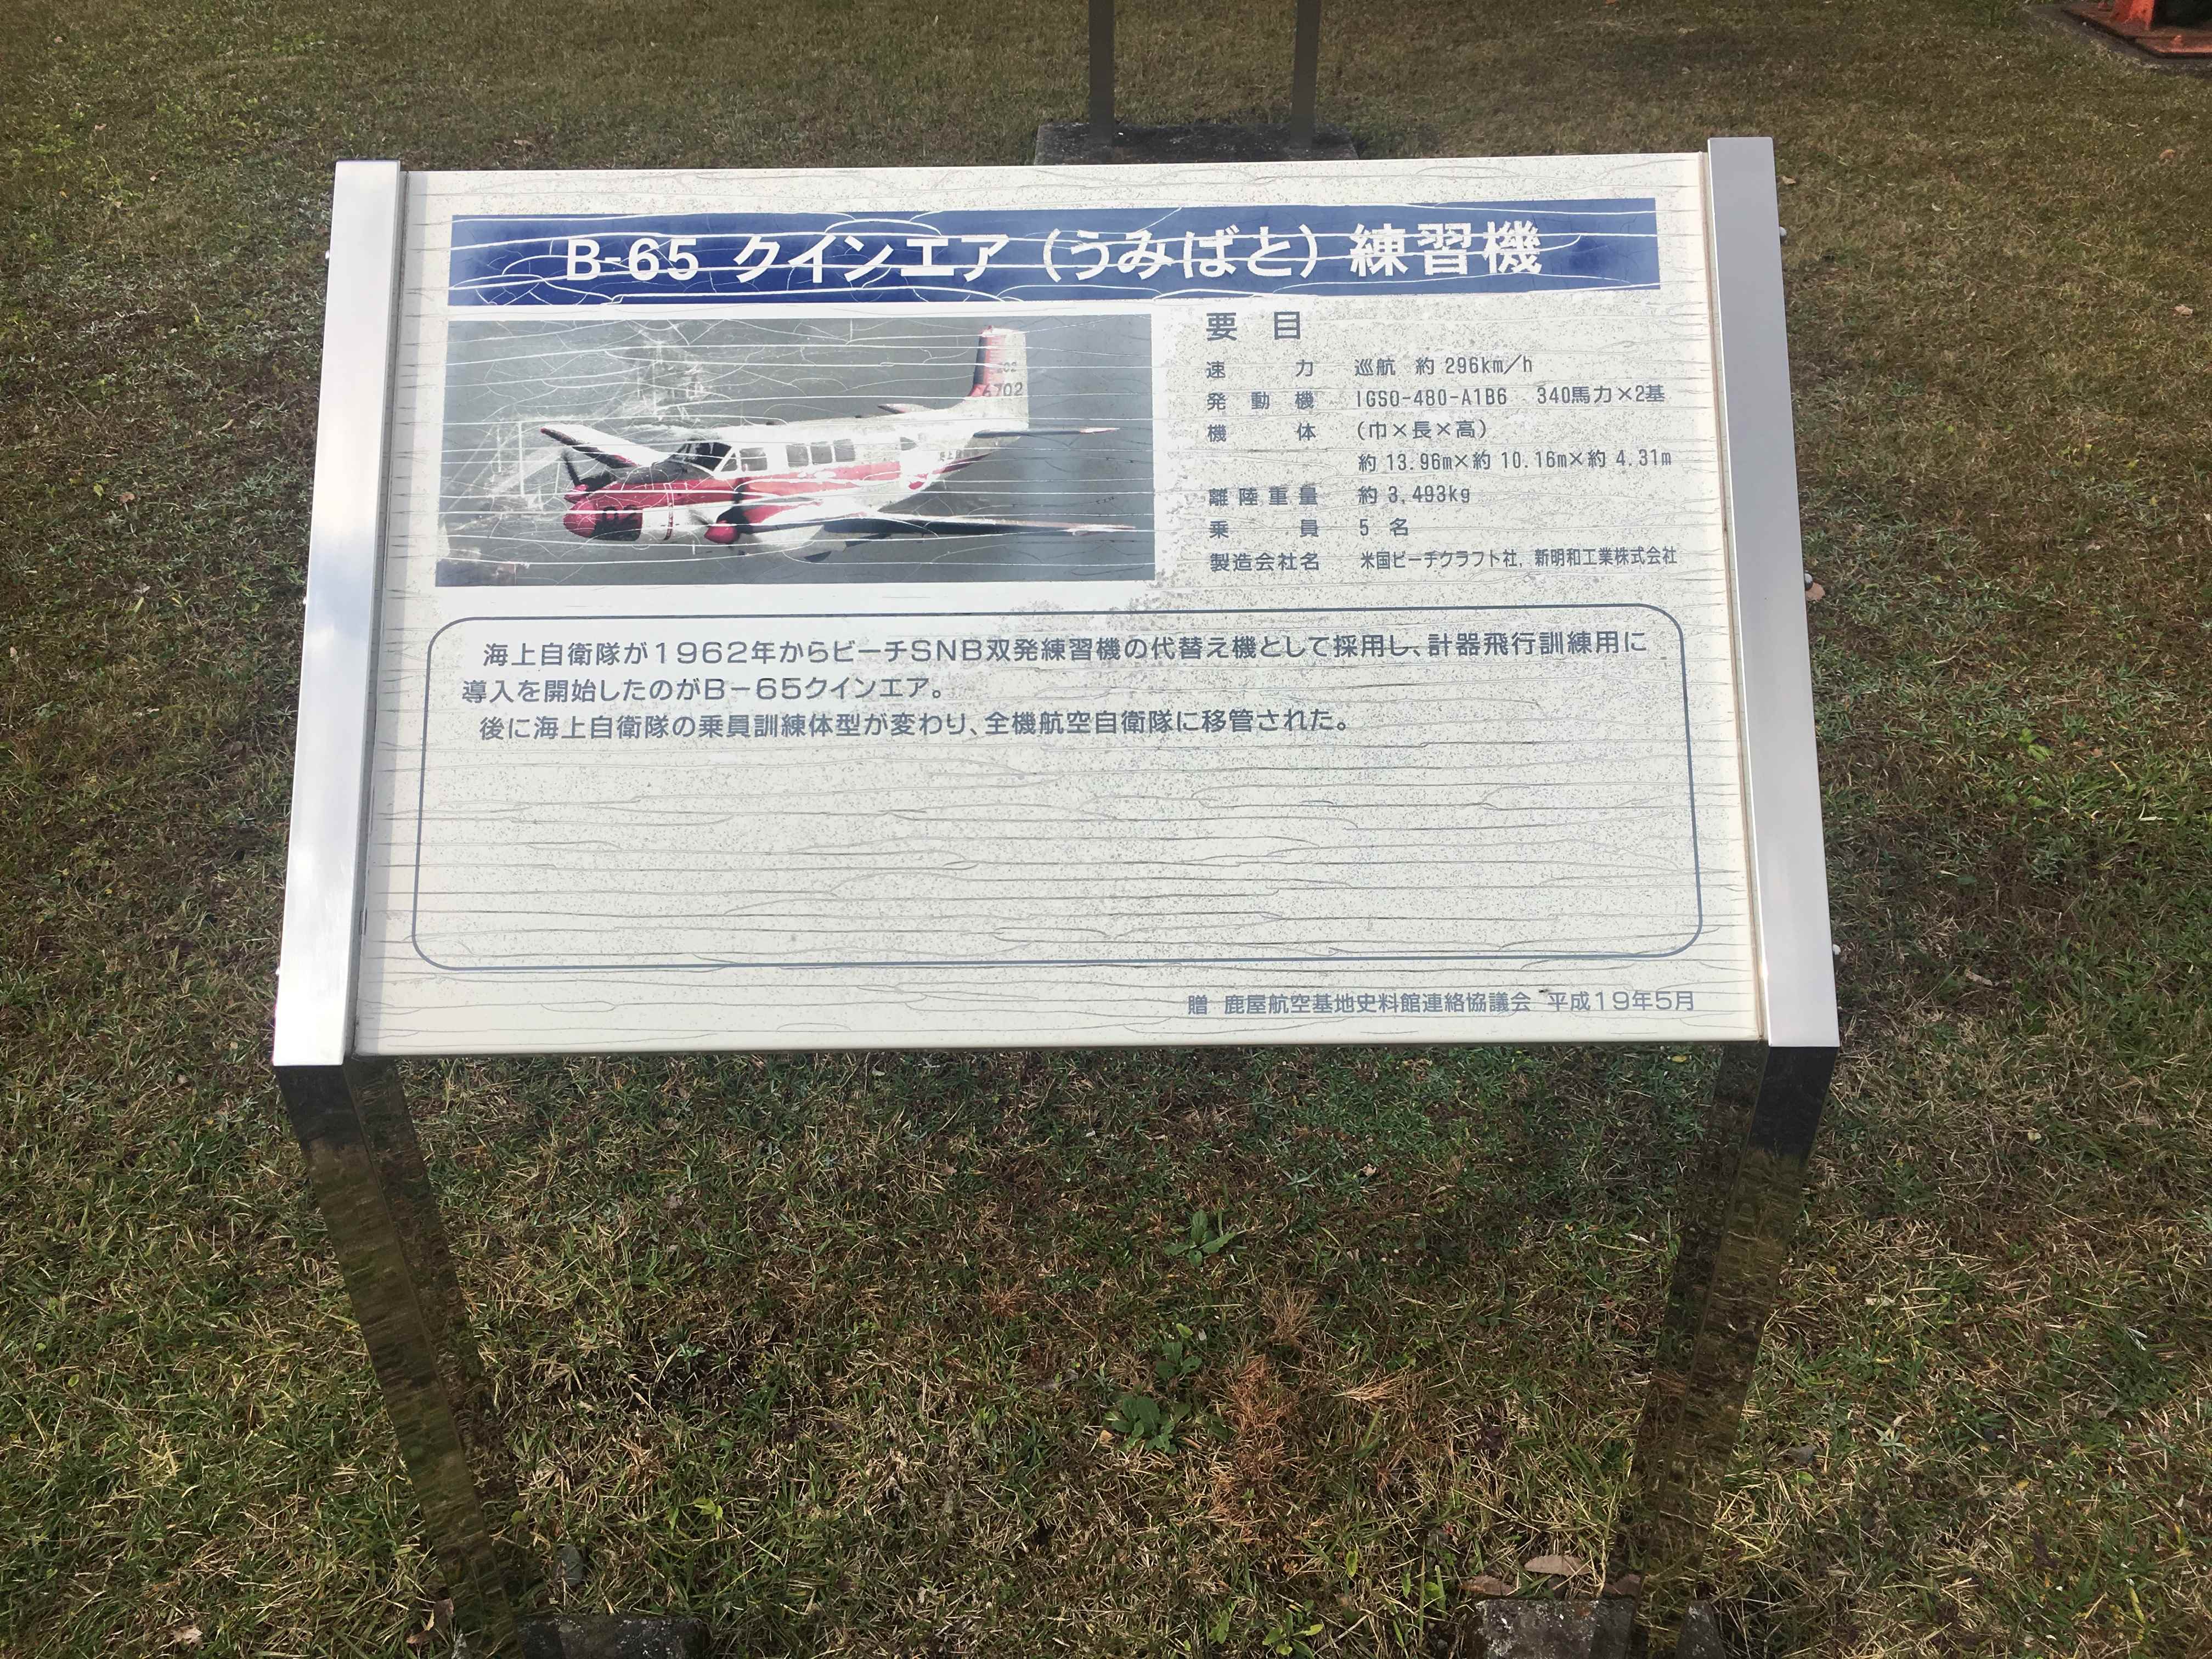 B-65 クインエア（うみばと）練習機
6702
要 目
速 力 巡航 約 296km/h
発 動 機 IGSO-480-A1B6 340馬力×2基
機 体 （巾×長×高）
約 13.96m×約 10.16m×約 4.31m
離 陸 重 量 約 3,493kg
乗 員 5 名
製造会社名 米国ビーチクラフト社, 新明和工業株式会社
海上自衛隊が1962年からビーチSNB双発練習機の代替え機として採用し、計器飛行訓練用に
導入を開始したのがB－65クインエア。
後に海上自衛隊の乗員訓練体型が変わり、全機航空自衛隊に移管された。
贈 鹿屋航空基地史料館連絡協議会 平成19年5月